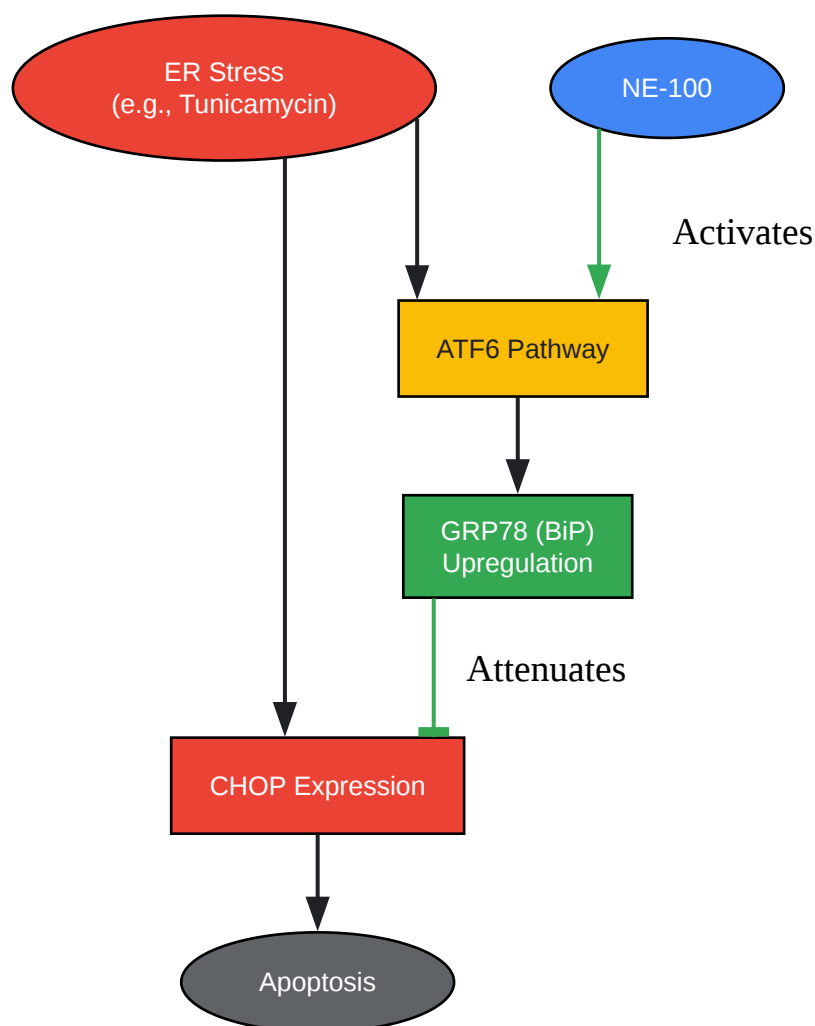 ER Stress
(e.g., Tunicamycin)
NE-100
Activates
ATF6 Pathway
GRP78 (BiP)
Upregulation
Attenuates
CHOP Expression
Apoptosis